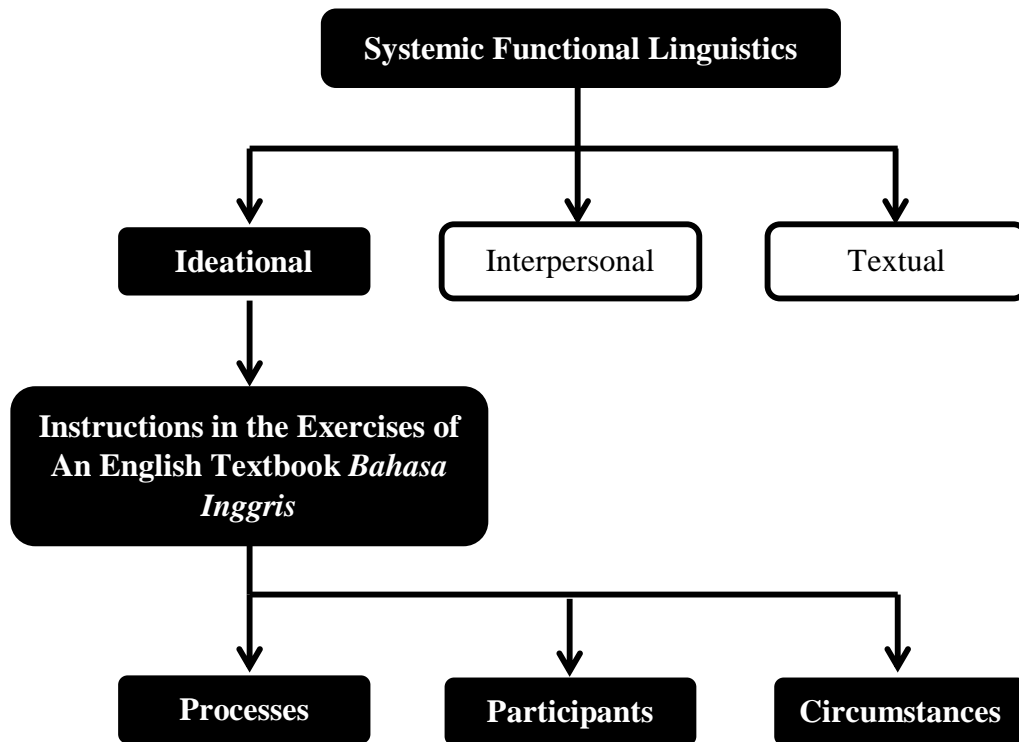 Systemic Functional Linguistics
Ideational
Interpersonal
Textual
Instructions in the Exercises of
An English Textbook Bahasa
Inggris
Processes
Participants
Circumstances